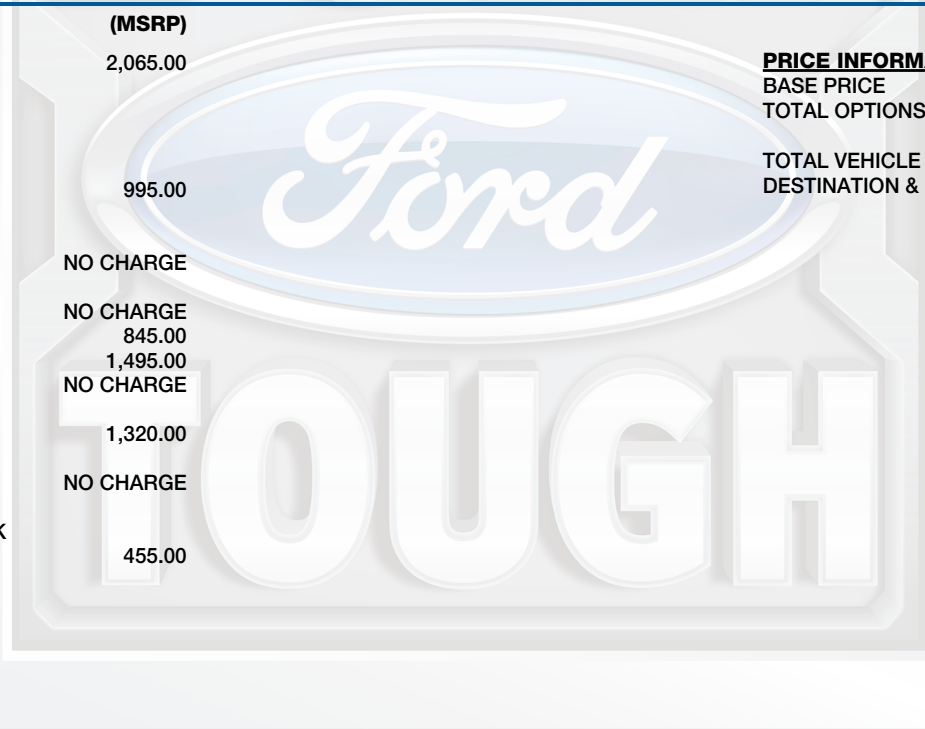 (MSRP)
2,065.00
995.00
NO CHARGE
NO CHARGE
845.00
1,495.00
NO CHARGE
1,320.00
NO CHARGE
K
455.00
PRICE INFORMA
BASE PRICE
TOTAL OPTIONS
TOTAL VEHICLE
DESTINATION &
Ford
TOUGH